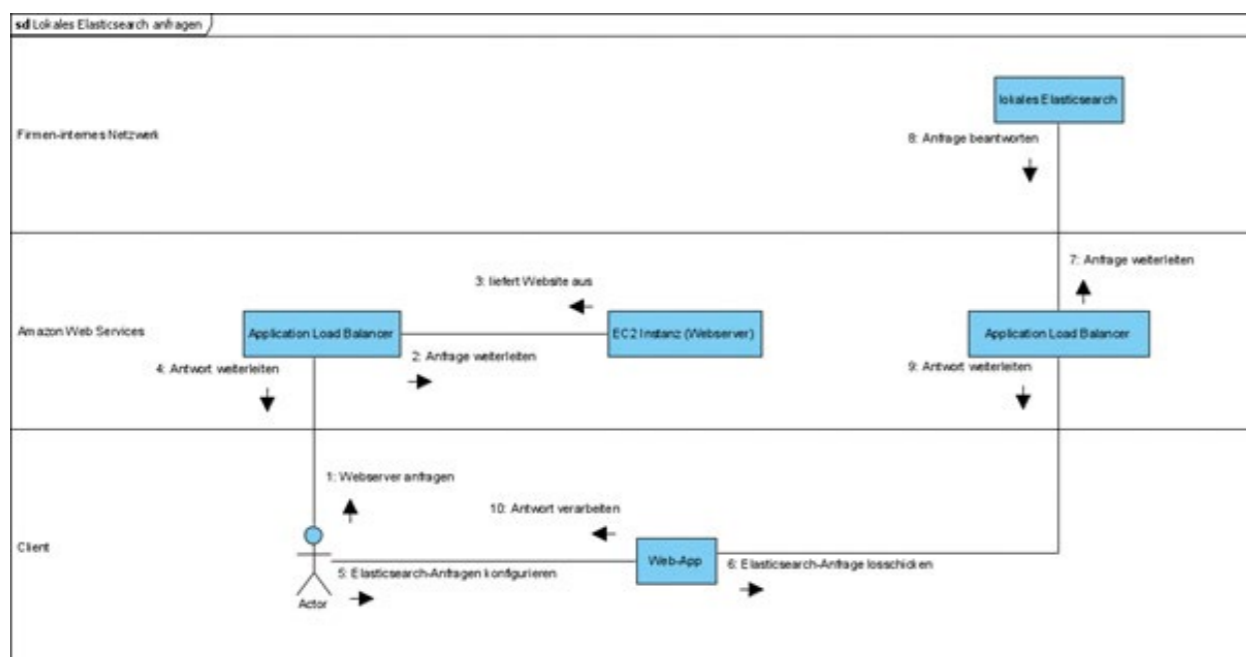 sd Lokales Elasticsearch anfragen
lokales Elasticsearch
Firmen-internes Netzwerk
8: Anfrage beantworten
7: Anfrage weiterleiten
3: liefert Website aus
Amazon Web Services
Application Load Balancer
EC2 Instanz (Webserver)
Application Load Balancer
2: Anfrage weiterleiten
4: Antwort weiterleiten
9: Antwort weiterleiten
1: Webserver anfragen
10: Antwort verarbeiten
Client
Web-App
6: Elasticsearch-Anfrage losschicken
5: Elasticsearch-Anfragen konfigurieren
Actor